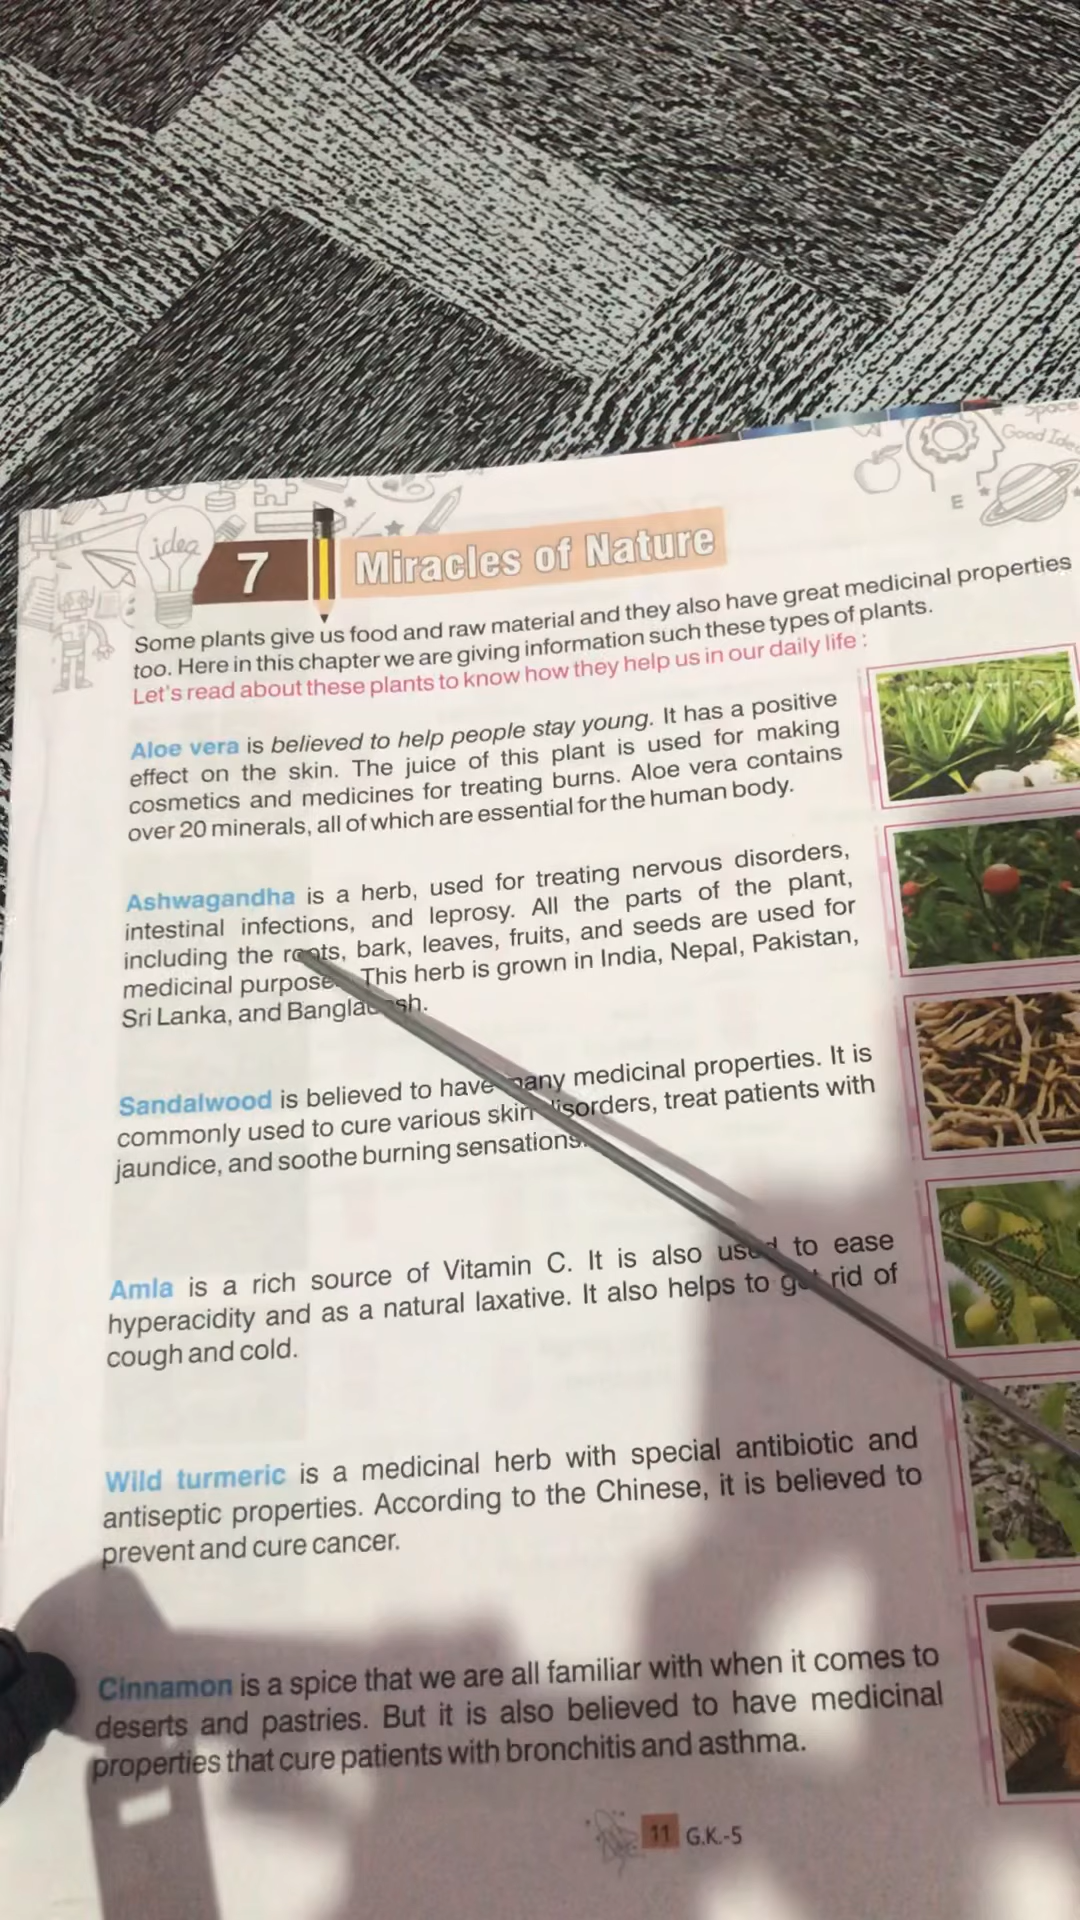 Space
Good Idea
E
idea
7 Miracles of Nature
Some plants give us food and raw material and they also have great medicinal properties
too. Here in this chapter we are giving information such these types of plants.
Let's read about these plants to know how they help us in our daily life :
Aloe vera is believed to help people stay young. It has a positive
effect on the skin. The juice of this plant is used for making
cosmetics and medicines for treating burns. Aloe vera contains
over 20 minerals, all of which are essential for the human body.
Ashwagandha is a herb, used for treating nervous disorders,
intestinal infections, and leprosy. All the parts of the plant,
including the roots, bark, leaves, fruits, and seeds are used for
medicinal purposes. This herb is grown in India, Nepal, Pakistan,
Sri Lanka, and Bangladesh.
Sandalwood is believed to have many medicinal properties. It is
commonly used to cure various skin disorders, treat patients with
jaundice, and soothe burning sensations.
Amla is a rich source of Vitamin C. It is also used to ease
hyperacidity and as a natural laxative. It also helps to get rid of
cough and cold.
Wild turmeric is a medicinal herb with special antibiotic and
antiseptic properties. According to the Chinese, it is believed to
prevent and cure cancer.
Cinnamon is a spice that we are all familiar with when it comes to
deserts and pastries. But it is also believed to have medicinal
properties that cure patients with bronchitis and asthma.
11 G.K.-5